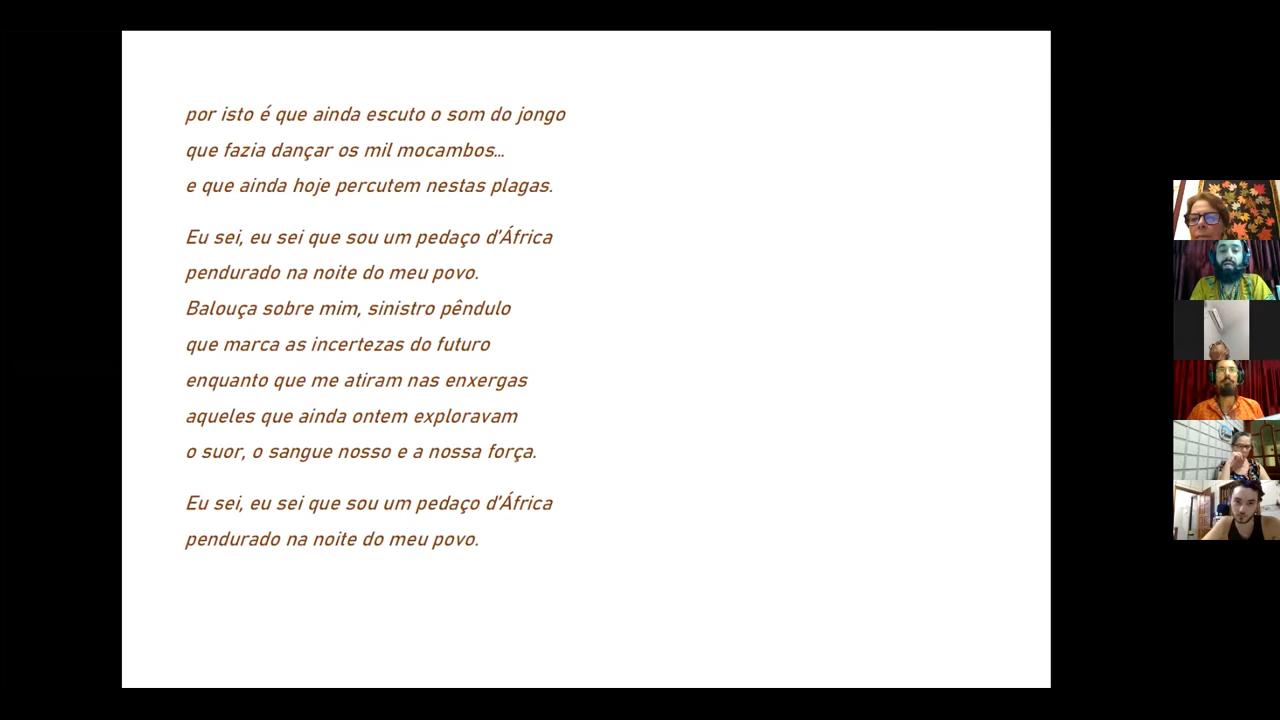 por isto é que ainda escuto o som do jongo
que fazia dançar os mil mocambos...
e que ainda hoje percutem nestas plagas.
Eu sei, eu sei que sou um pedaço d'África
pendurado na noite do meu povo.
Balouça sobre mim, sinistro pêndulo
que marca as incertezas do futuro
enquanto que me atiram nas enxergas
aqueles que ainda ontem exploravam
o suor, o sangue nosso e a nossa força.
Eu sei, eu sei que sou um pedaço d'África
pendurado na noite do meu povo.